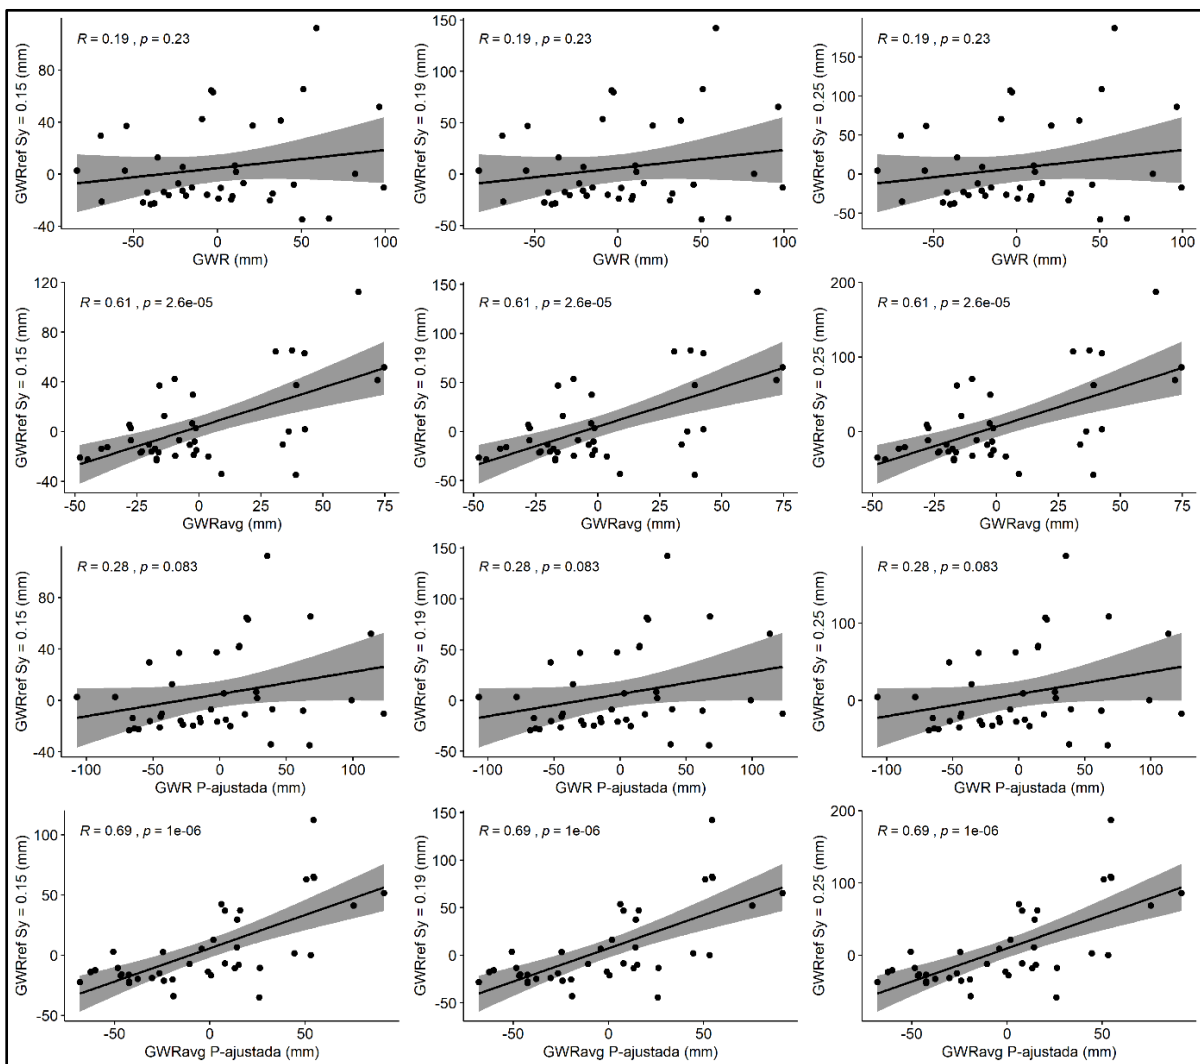 R = 0.19 , p = 0.23
GWRref Sy = 0.15 (mm)
120
80
40
0
-40
-50 0 50 100
GWR (mm)
R = 0.19 , p = 0.23
GWRref Sy = 0.19 (mm)
150
100
50
0
-50
-50 0 50 100
GWR (mm)
R = 0.19 , p = 0.23
GWRref Sy = 0.25 (mm)
150
100
50
0
-50
-50 0 50 100
GWR (mm)
R = 0.61 , p = 2.6e-05
GWRref Sy = 0.15 (mm)
120
80
40
0
-40
-50 -25 0 25 50 75
GWRavg (mm)
R = 0.61 , p = 2.6e-05
GWRref Sy = 0.19 (mm)
150
100
50
0
-50
-50 -25 0 25 50 75
GWRavg (mm)
R = 0.61 , p = 2.6e-05
GWRref Sy = 0.25 (mm)
200
100
0
-50 -25 0 25 50 75
GWRavg (mm)
R = 0.28 , p = 0.083
GWRref Sy = 0.15 (mm)
80
40
0
-40
-100 -50 0 50 100
GWR P-ajustada (mm)
R = 0.28 , p = 0.083
GWRref Sy = 0.19 (mm)
150
100
50
0
-50
-100 -50 0 50 100
GWR P-ajustada (mm)
R = 0.28 , p = 0.083
GWRref Sy = 0.25 (mm)
100
0
-100 -50 0 50 100
GWR P-ajustada (mm)
R = 0.69 , p = 1e-06
GWRref Sy = 0.15 (mm)
100
50
0
-50
-50 0 50
GWRavg P-ajustada (mm)
R = 0.69 , p = 1e-06
GWRref Sy = 0.19 (mm)
150
100
50
0
-50
-50 0 50
GWRavg P-ajustada (mm)
R = 0.69 , p = 1e-06
GWRref Sy = 0.25 (mm)
200
100
0
-100
-50 0 50
GWRavg P-ajustada (mm)